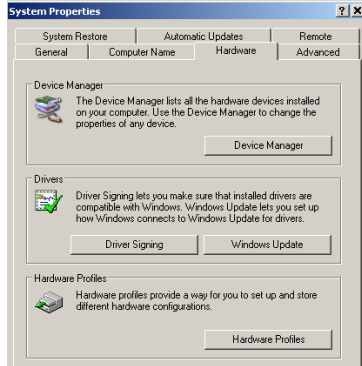 System Properties
System Restore Automatic Updates Remote
General Computer Name Hardware Advanced
Device Manager
The Device Manager lists all the hardware devices installed
on your computer. Use the Device Manager to change the
properties of any device.
Device Manager
Drivers
Driver Signing lets you make sure that installed drivers are
compatible with Windows. Windows Update lets you set up
how Windows connects to Windows Update for drivers.
Driver Signing Windows Update
Hardware Profiles
Hardware profiles provide a way for you to set up and store
different hardware configurations.
Hardware Profiles